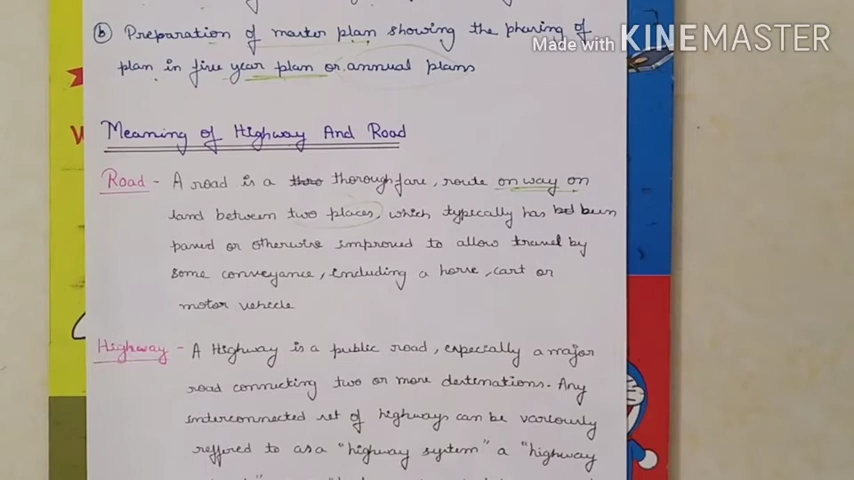 ⓑ Preparation of master plan showing the phasing of
plan in five year plan or annual plans
Made with KINEMASTER
Meaning of Highway And Road
Road - A road is a thoroughfare, route on way on
land between two places, which typically has been
paved or otherwise improved to allow travel by
some conveyance, including a horse, cart or
motor vehicle
Highway - A Highway is a public road, especially a major
road connecting two or more destinations. Any
interconnected set of highways can be variously
reffered to as a "highway system" a "highway